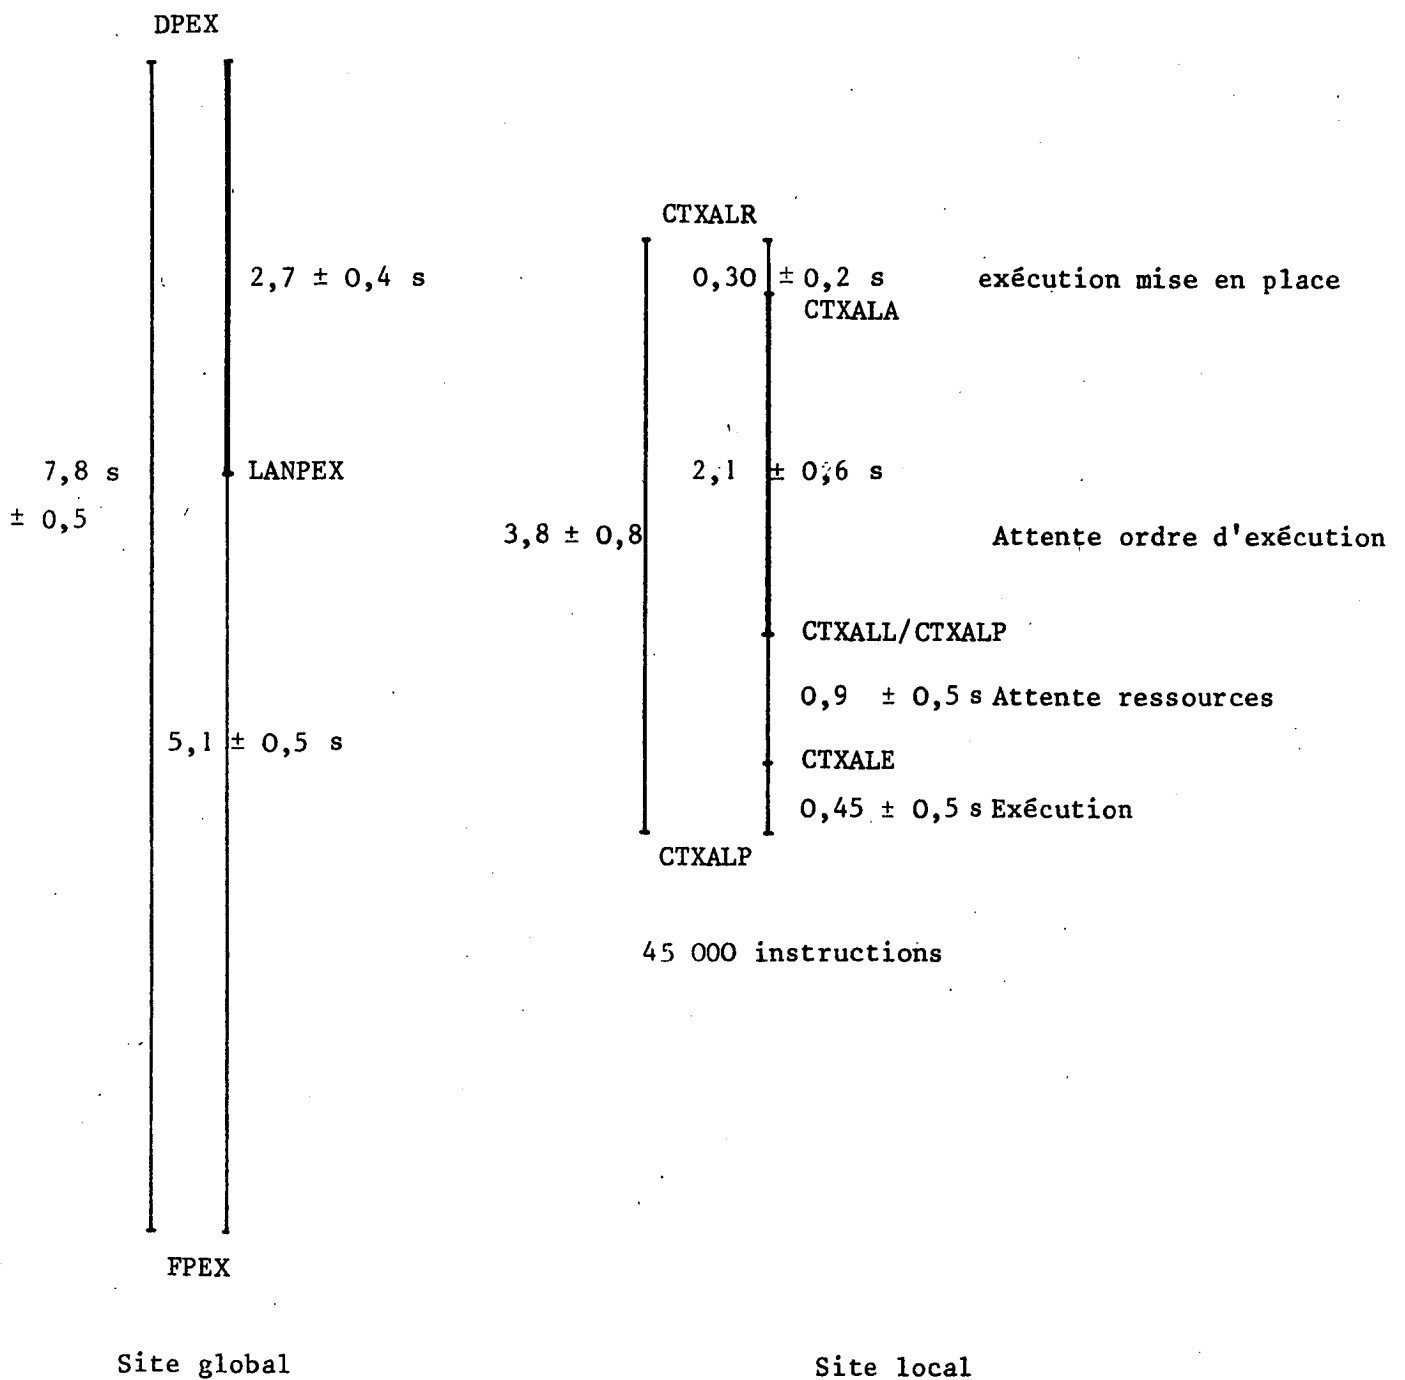 DPEX
CTXALR
2,7 ± 0,4 s
0,30 ± 0,2 s exécution mise en place
CTXALA
7,8 s
± 0,5
LANPEX
2,1 ± 0,6 s
3,8 ± 0,8
Attente ordre d'exécution
CTXALL/CTXALP
0,9 ± 0,5 s Attente ressources
5,1 ± 0,5 s
CTXALE
0,45 ± 0,5 s Exécution
CTXALP
45 000 instructions
FPEX
Site global
Site local